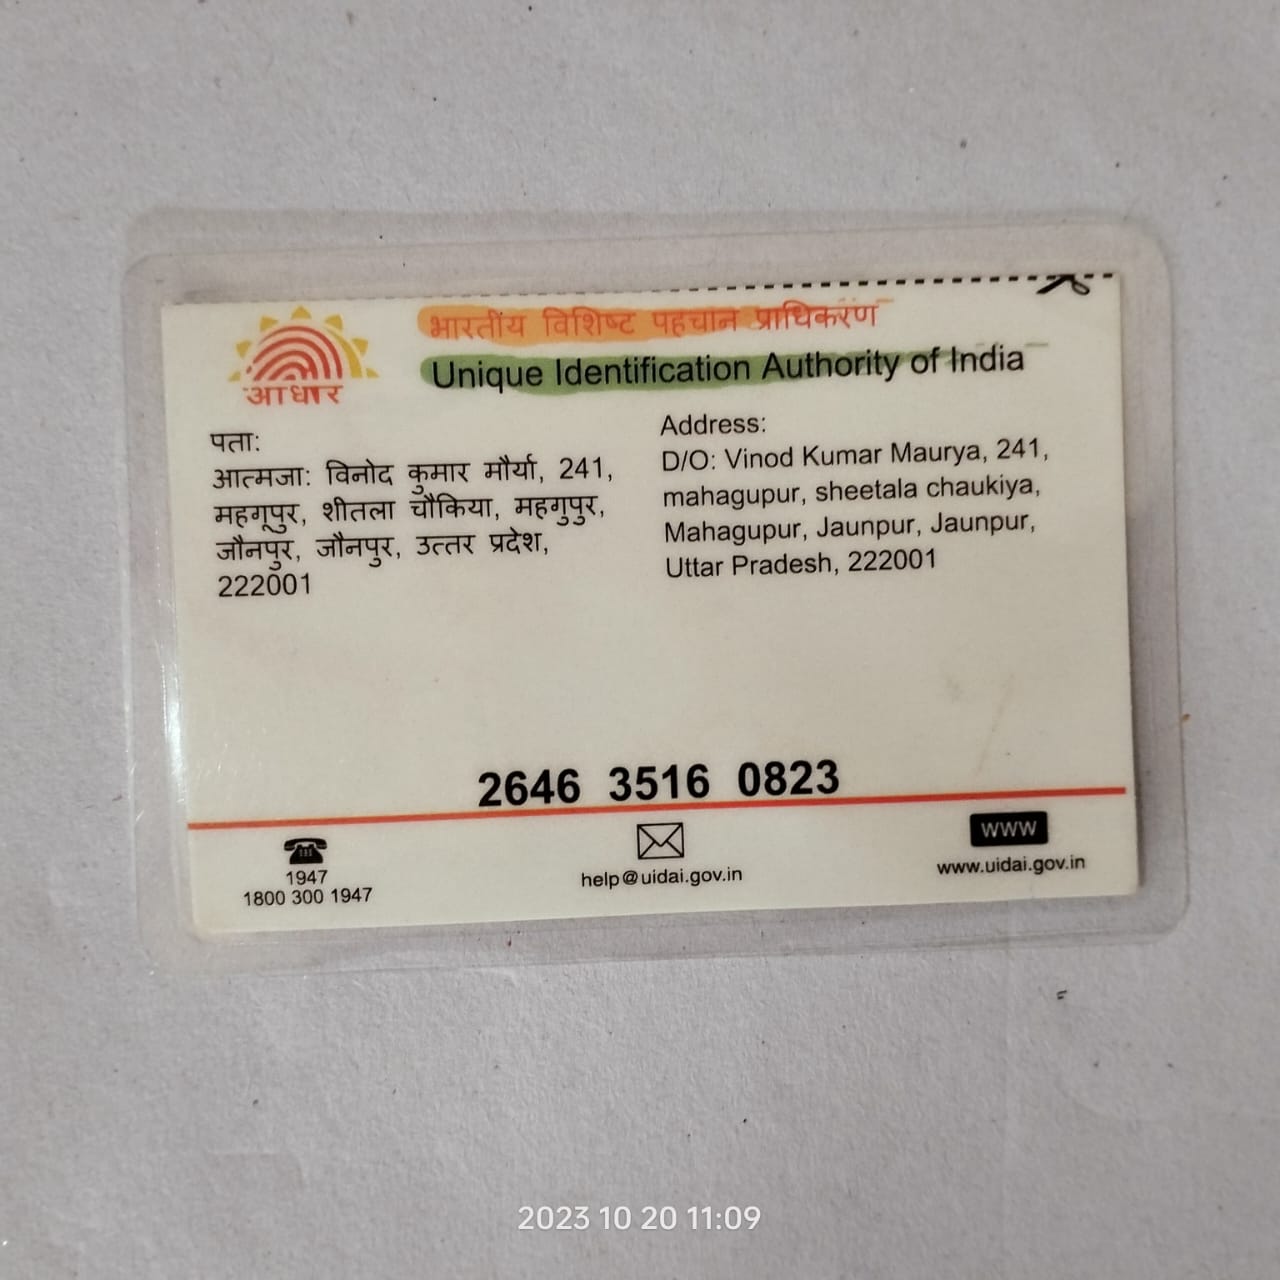 भारतीय विशिष्ट पहचान प्राधिकरण
Unique Identification Authority of India
आधार
पता:
आत्मजा: विनोद कुमार मौर्या, 241,
महगूपुर, शीतला चौकिया, महगुपुर,
जौनपुर, जौनपुर, उत्तर प्रदेश,
222001
Address:
D/O: Vinod Kumar Maurya, 241,
mahagupur, sheetala chaukiya,
Mahagupur, Jaunpur, Jaunpur,
Uttar Pradesh, 222001
2646 3516 0823
1947
1800 300 1947
help@uidai.gov.in
www
www.uidai.gov.in
2023 10 20 11:09